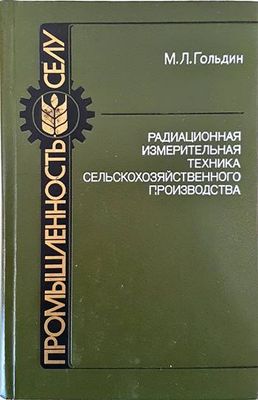 М.Л.Гольдин
РАДИАЦИОННАЯ
ИЗМЕРИТЕЛЬНАЯ
ТЕХНИКА
СЕЛЬСКОХОЗЯЙСТВЕННОГО
ПРОИЗВОДСТВА
ПРОМЫШЛЕННОСТЬ СЕЛУ